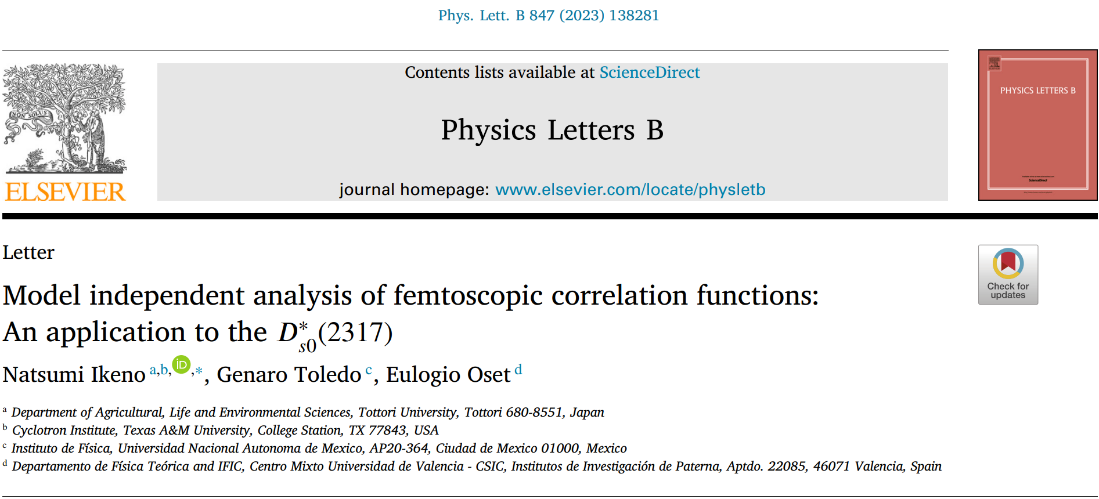 Phys. Lett. B 847 (2023) 138281
Contents lists available at ScienceDirect
Physics Letters B
journal homepage: www.elsevier.com/locate/physletb
ELSEVIER
PHYSICS LETTERS B
Letter
Check for
updates
Model independent analysis of femtoscopic correlation functions:
An application to the D*s0(2317)
Natsumi Ikeno a,b, iD ,*, Genaro Toledo c, Eulogio Oset d
a Department of Agricultural, Life and Environmental Sciences, Tottori University, Tottori 680-8551, Japan
b Cyclotron Institute, Texas A&M University, College Station, TX 77843, USA
c Instituto de Física, Universidad Nacional Autonoma de Mexico, AP20-364, Ciudad de Mexico 01000, Mexico
d Departamento de Física Teórica and IFIC, Centro Mixto Universidad de Valencia - CSIC, Institutos de Investigación de Paterna, Aptdo. 22085, 46071 Valencia, Spain